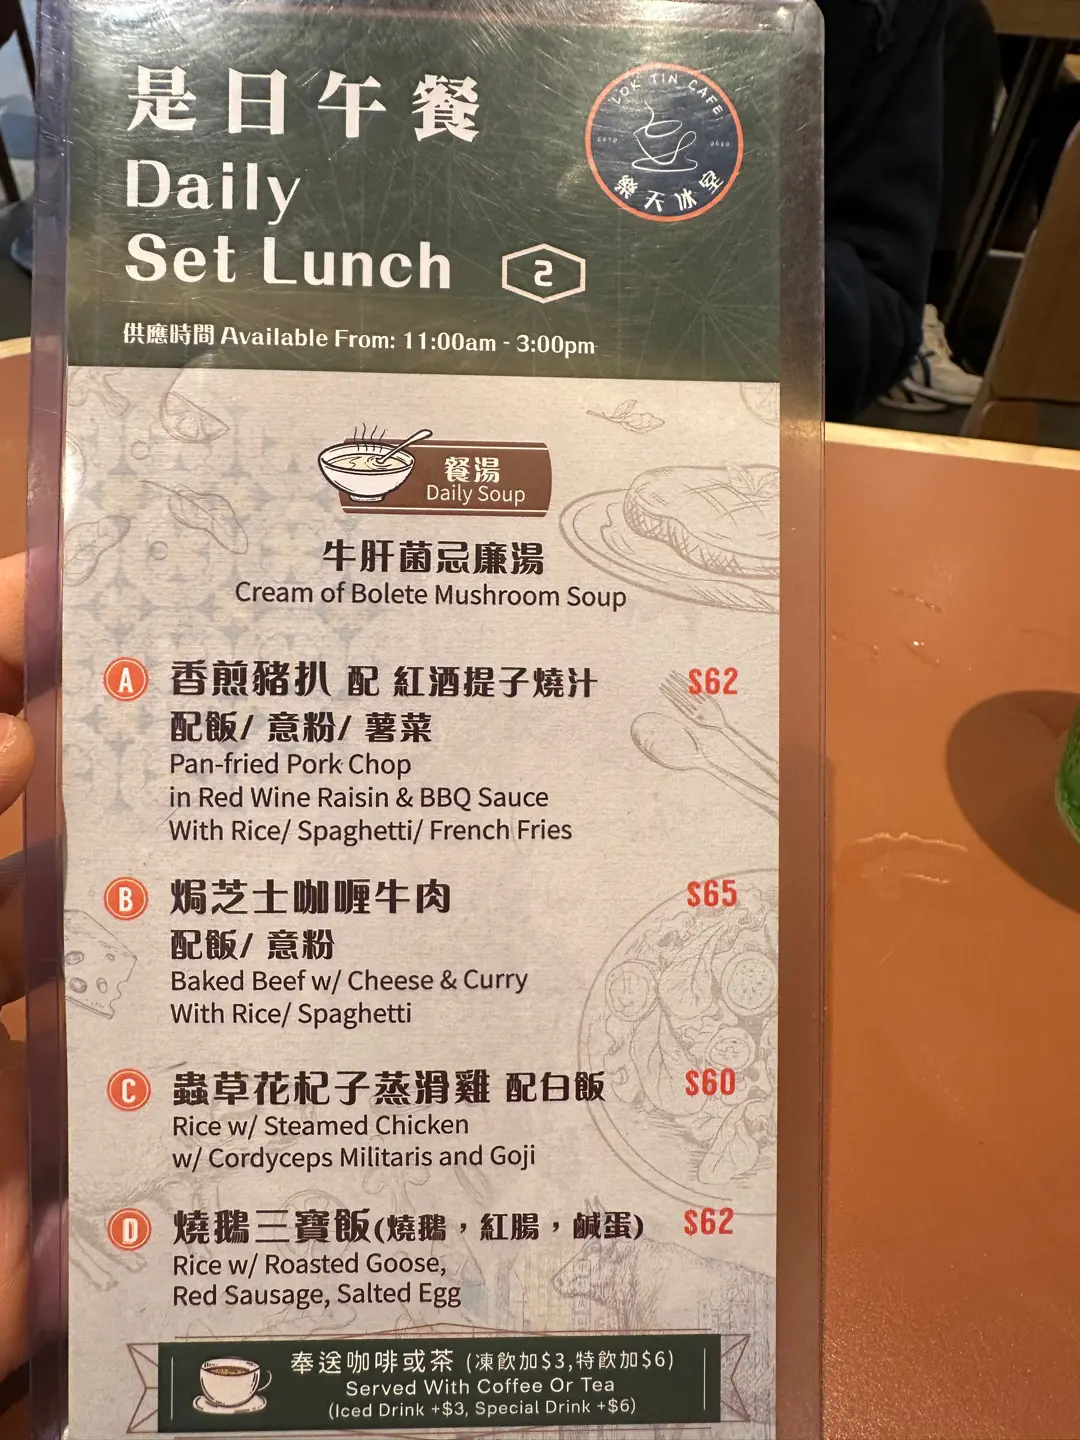 是日午餐
Daily
Set Lunch 2
LOK TIN CAFE
樂天冰室
供應時間 Available From: 11:00am - 3:00pm
餐湯
Daily Soup
牛肝菌忌廉湯
Cream of Bolete Mushroom Soup
A 香煎豬扒 配 紅酒提子燒汁 $62
配飯/ 意粉/ 薯菜
Pan-fried Pork Chop
in Red Wine Raisin & BBQ Sauce
With Rice/ Spaghetti/ French Fries
B 焗芝士咖喱牛肉 $65
配飯/ 意粉
Baked Beef w/ Cheese & Curry
With Rice/ Spaghetti
C 蟲草花杞子蒸滑雞 配白飯 $60
Rice w/ Steamed Chicken
w/ Cordyceps Militaris and Goji
D 燒鵝三寶飯(燒鵝,紅腸,鹹蛋) $62
Rice w/ Roasted Goose,
Red Sausage, Salted Egg
奉送咖啡或茶 (凍飲加$3,特飲加$6)
Served With Coffee Or Tea
(Iced Drink +$3, Special Drink +$6)